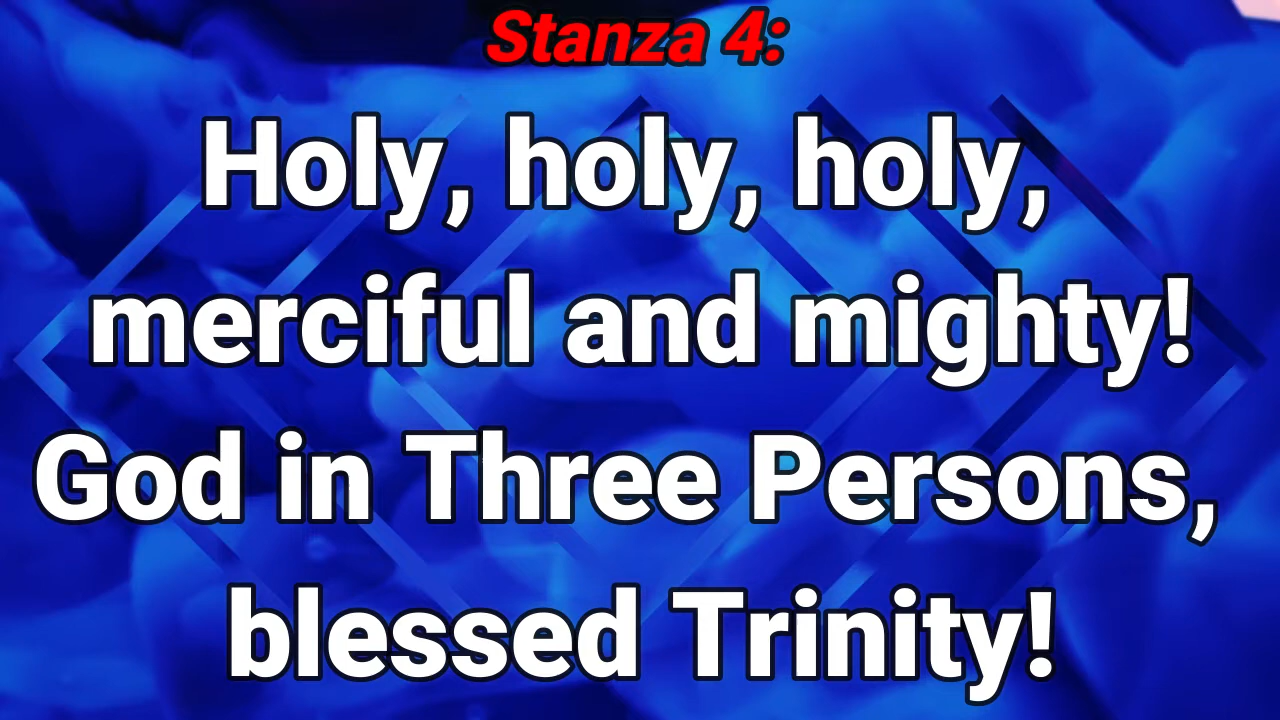 Stanza 4:
Holy, holy, holy,
merciful and mighty!
God in Three Persons,
blessed Trinity!